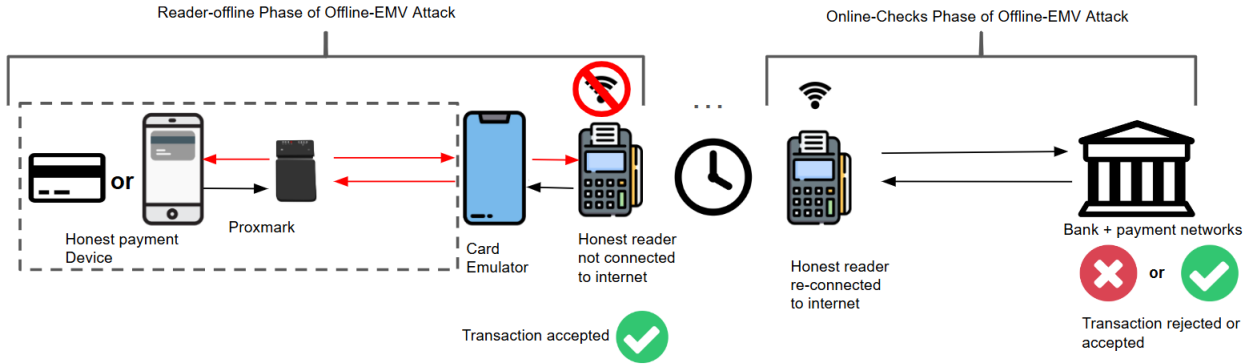 Reader-offline Phase of Offline-EMV Attack
Online-Checks Phase of Offline-EMV Attack
...
or
Honest payment
Device
Proxmark
Card
Emulator
Honest reader
not connected
to internet
Honest reader
re-connected
to internet
Bank + payment networks
or
Transaction accepted
Transaction rejected or
accepted